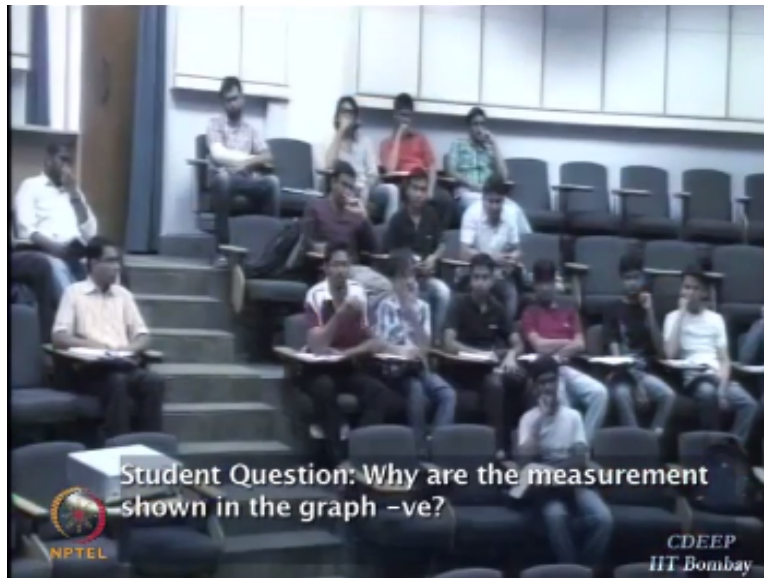 Student Question: Why are the measurement
shown in the graph –ve?
NPTEL
CDEEP
IIT Bombay